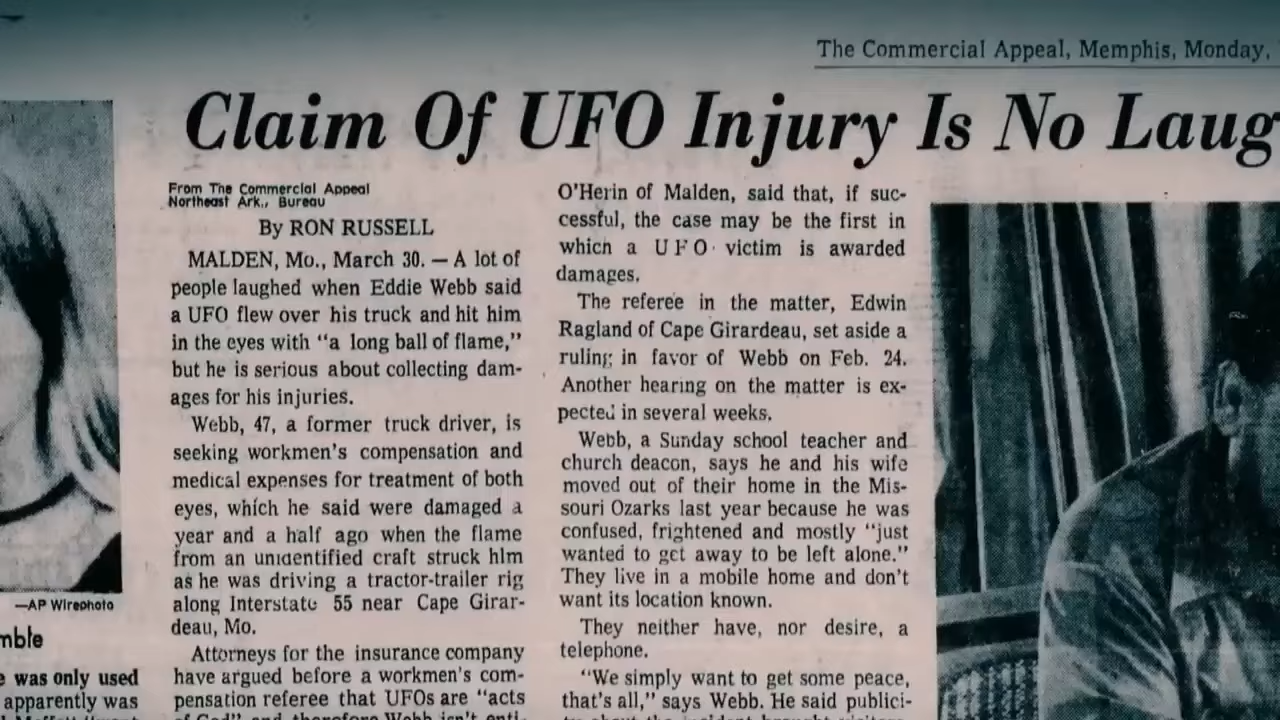 The Commercial Appeal, Memphis, Monday,
Claim Of UFO Injury Is No Laug
From The Commercial Appeal
Northeast Ark., Bureau
By RON RUSSELL
MALDEN, Mo., March 30. — A lot of
people laughed when Eddie Webb said
a UFO flew over his truck and hit him
in the eyes with “a long ball of flame,”
but he is serious about collecting dam-
ages for his injuries.
Webb, 47, a former truck driver, is
seeking workmen's compensation and
medical expenses for treatment of both
eyes, which he said were damaged a
year and a half ago when the flame
from an unidentified craft struck him
as he was driving a tractor-trailer rig
along Interstate 55 near Cape Girar-
deau, Mo.
Attorneys for the insurance company
have argued before a workmen's com-
pensation referee that UFOs are “acts
of God” and therefore Webb isn't enti-
O'Herin of Malden, said that, if suc-
cessful, the case may be the first in
which a UFO victim is awarded
damages.
The referee in the matter, Edwin
Ragland of Cape Girardeau, set aside a
ruling in favor of Webb on Feb. 24.
Another hearing on the matter is ex-
pected in several weeks.
Webb, a Sunday school teacher and
church deacon, says he and his wife
moved out of their home in the Mis-
souri Ozarks last year because he was
confused, frightened and mostly “just
wanted to get away to be left alone.”
They live in a mobile home and don't
want its location known.
They neither have, nor desire, a
telephone.
“We simply want to get some peace,
that's all,” says Webb. He said publici-
ty about the incident brought visitors
—AP Wirephoto
mble
e was only used
apparently was